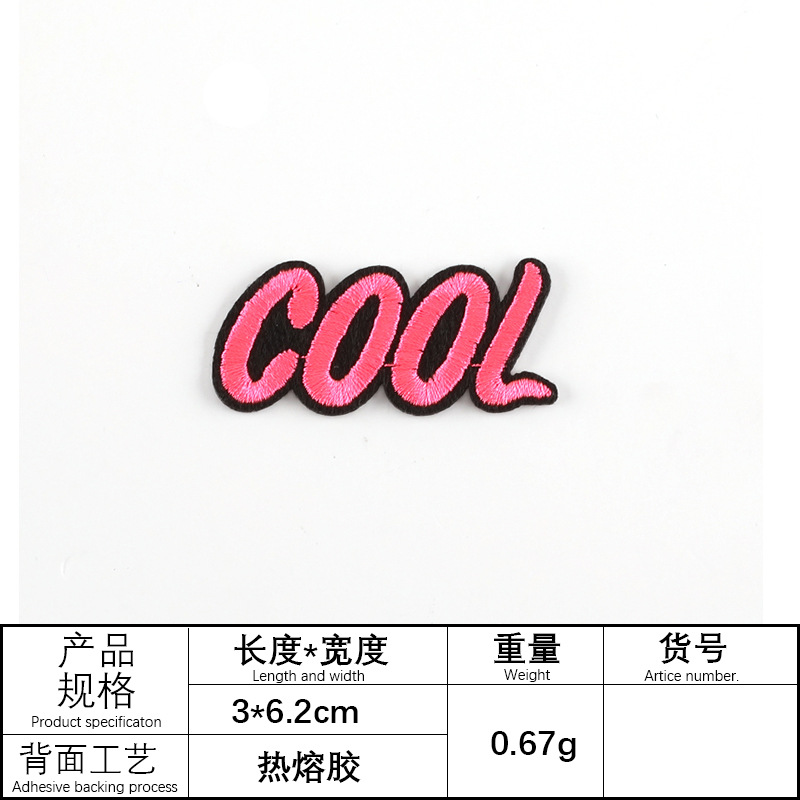 COOL
产品
规格
Product specificaton
长度*宽度
Length and width
重量
Weight
货号
Artice number.
3*6.2cm
0.67g
背面工艺
Adhesive backing process
热熔胶